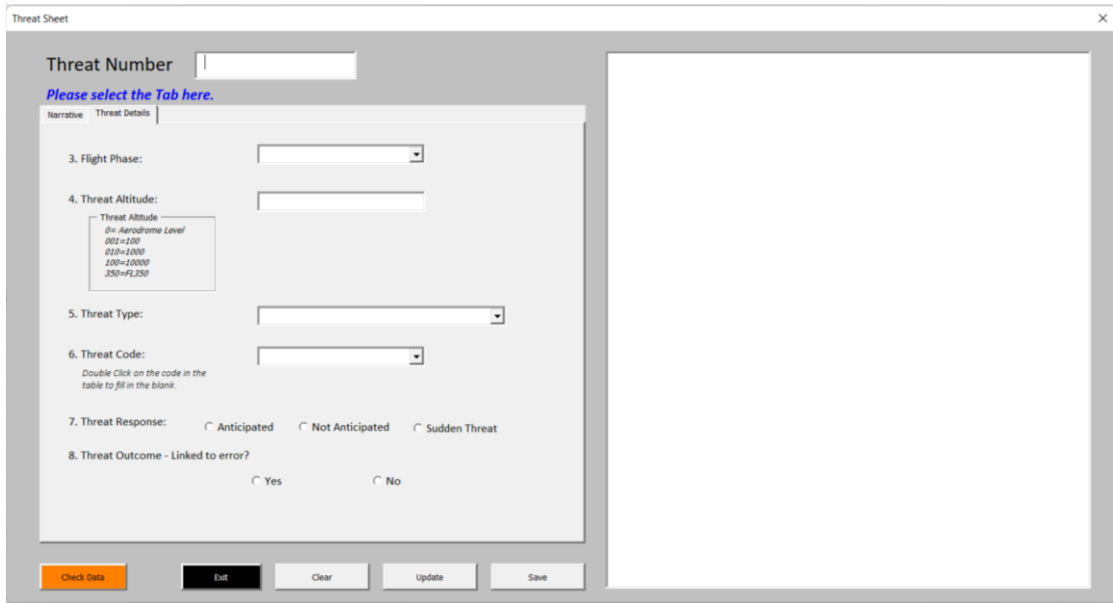 Threat Sheet
Threat Number
Please select the Tab here.
Narrative Threat Details
3. Flight Phase:
4. Threat Altitude:
Threat Altitude
0= Aerodrome Level
001=100
010=1000
100=10000
350=FL350
5. Threat Type:
6. Threat Code:
Double Click on the code in the
table to fill in the blank.
7. Threat Response: Anticipated Not Anticipated Sudden Threat
8. Threat Outcome - Linked to error?
Yes No
Check Data Exit Clear Update Save